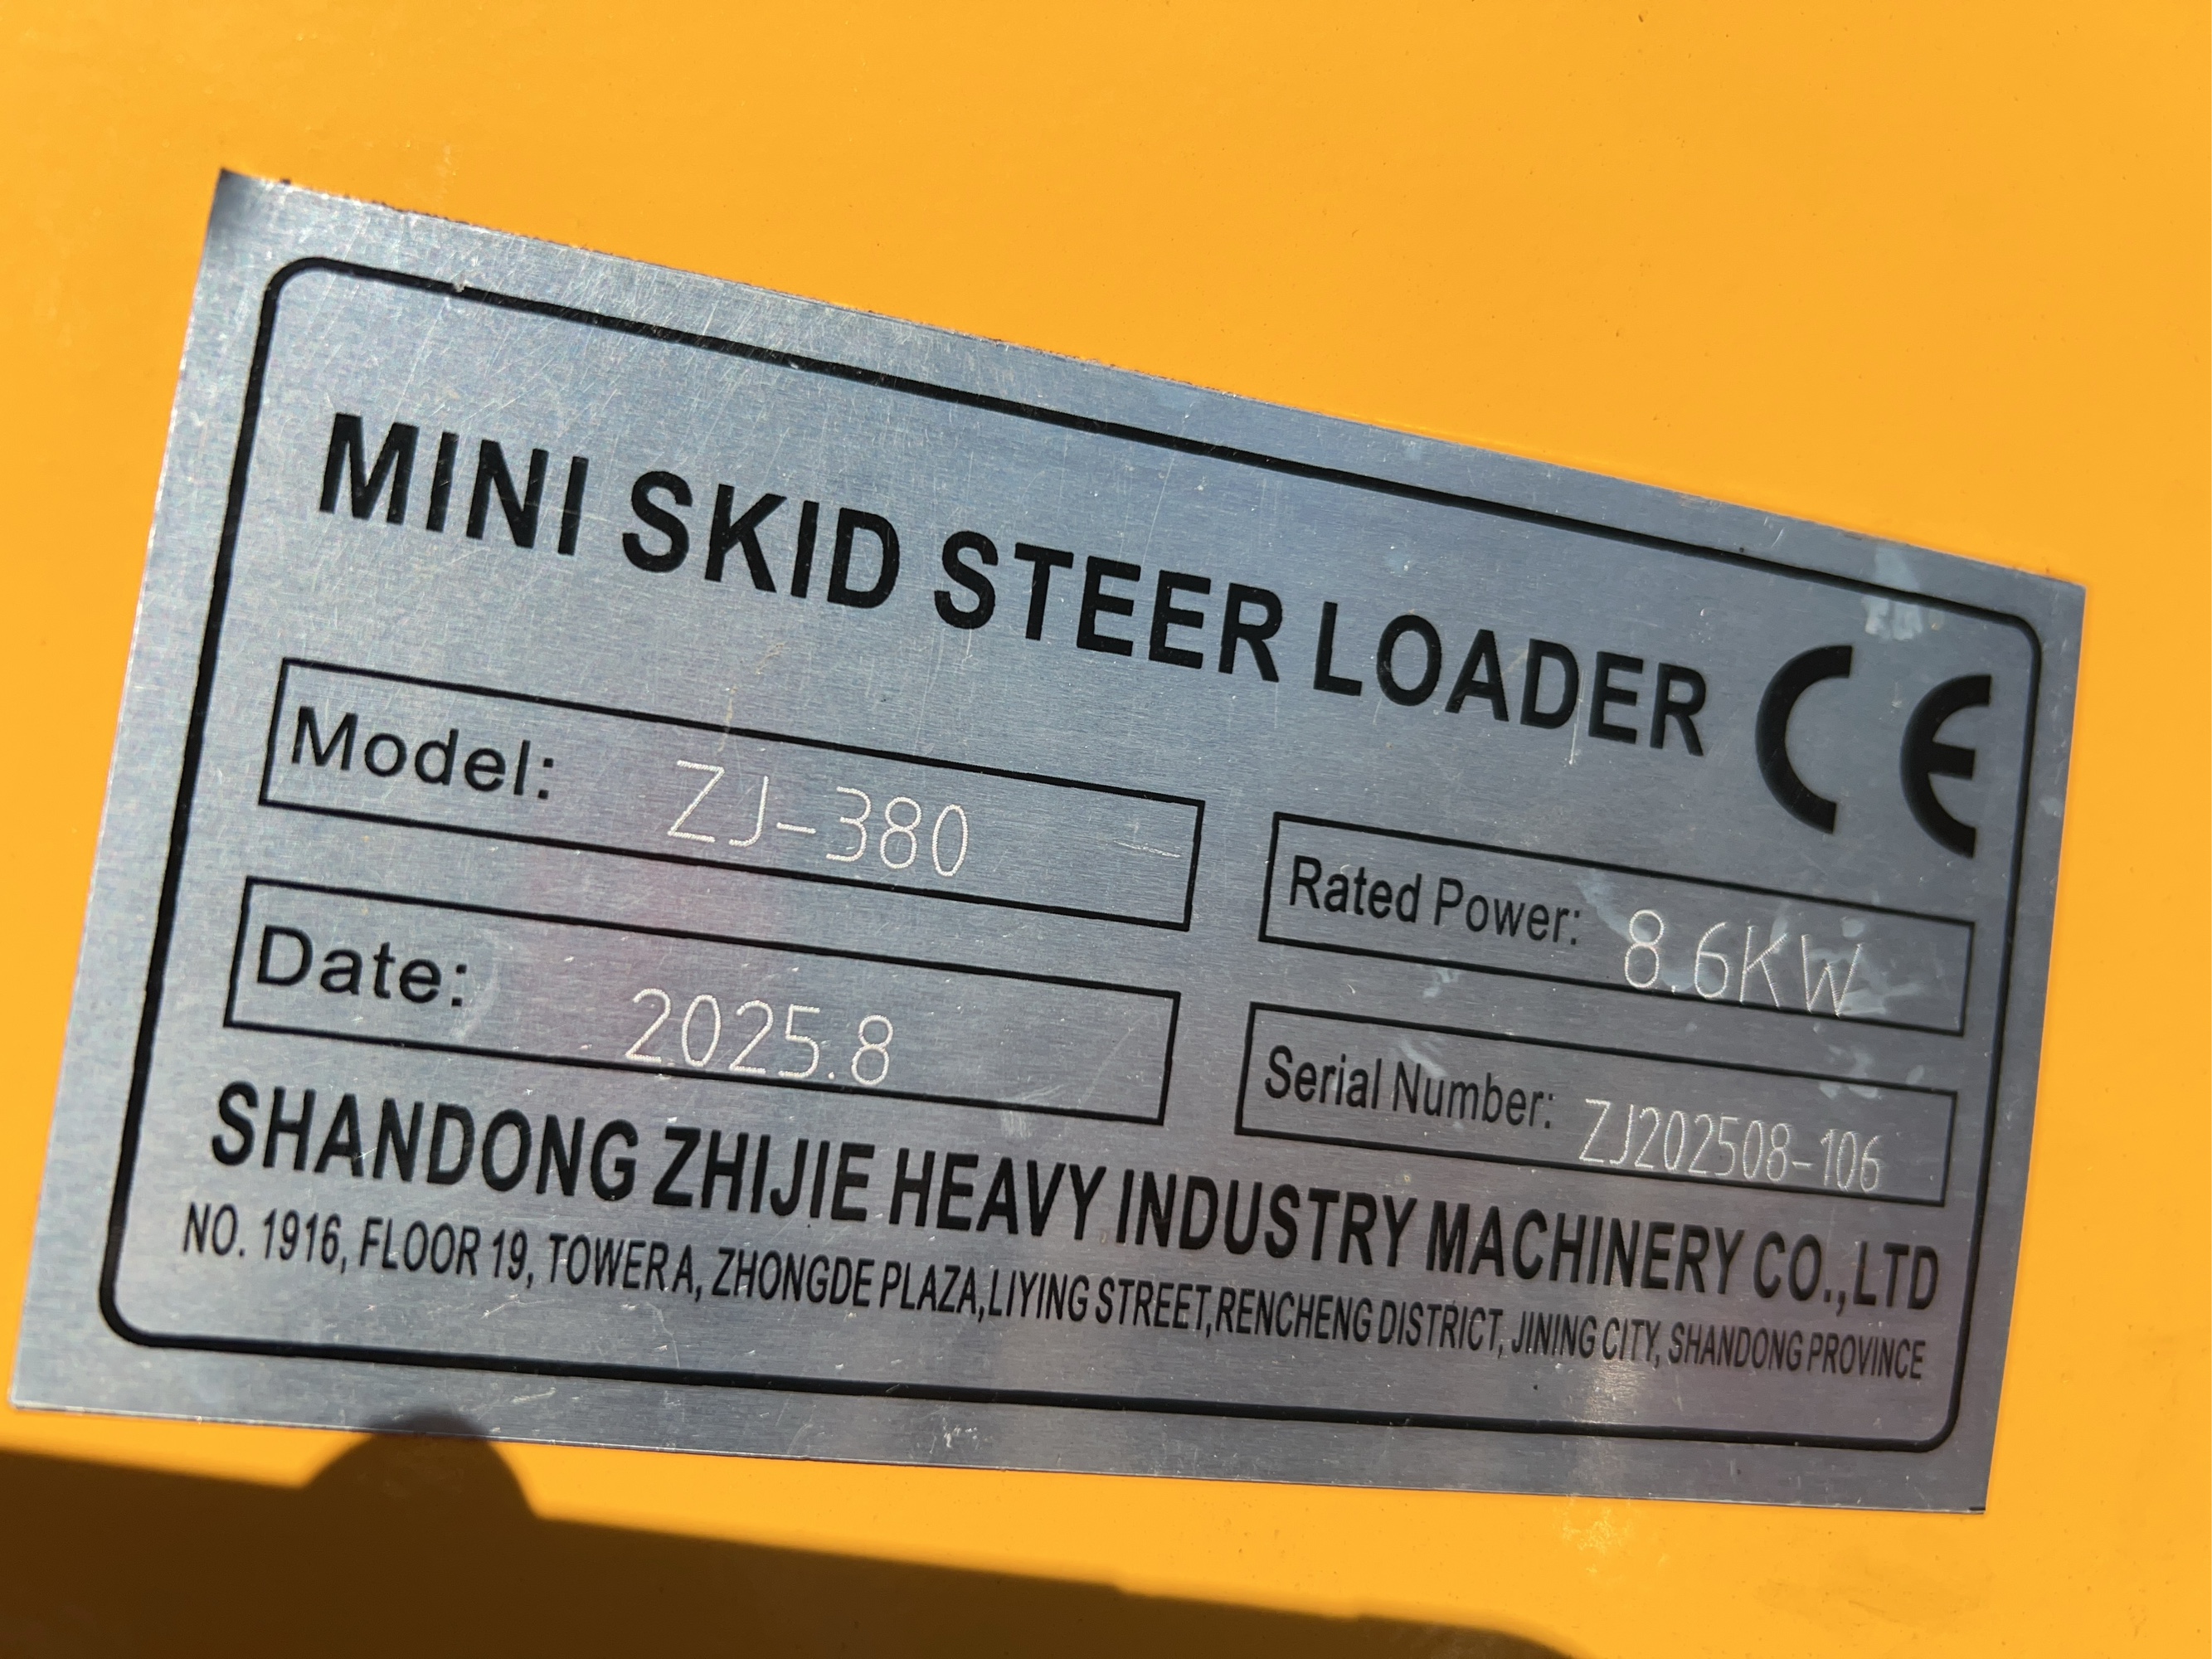 MINI SKID STEER LOADER CE
Model: ZJ-380
Rated Power: 8.6KW
Date: 2025.8
Serial Number: ZJ202508-106
SHANDONG ZHIJIE HEAVY INDUSTRY MACHINERY CO.,LTD
NO. 1916, FLOOR 19, TOWER A, ZHONGDE PLAZA,LIYING STREET,RENCHENG DISTRICT, JINING CITY, SHANDONG PROVINCE